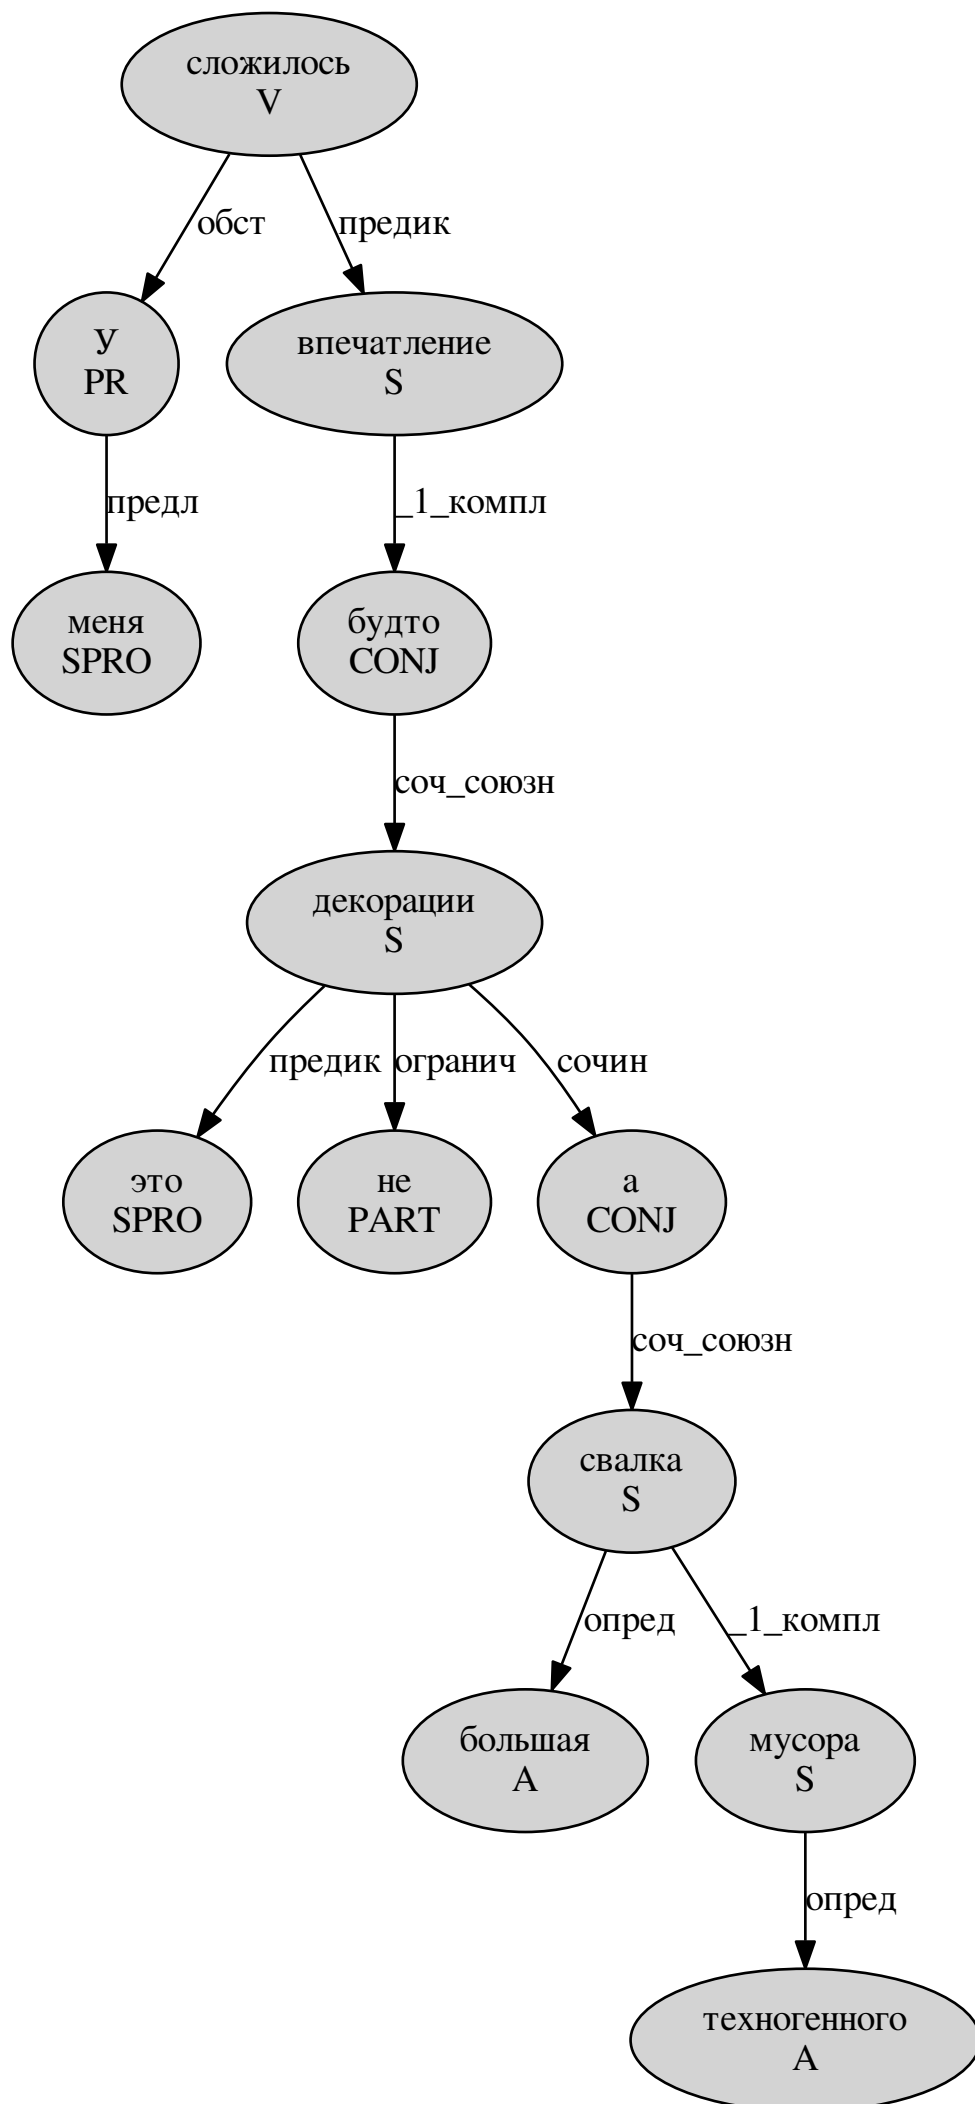 сложилось
V
обст
предик
У
PR
впечатление
S
предл
_1_компл
меня
SPRO
будто
CONJ
соч_союзн
декорации
S
предик
огранич
сочин
это
SPRO
не
PART
а
CONJ
соч_союзн
свалка
S
опред
_1_компл
большая
A
мусора
S
опред
техногенного
A